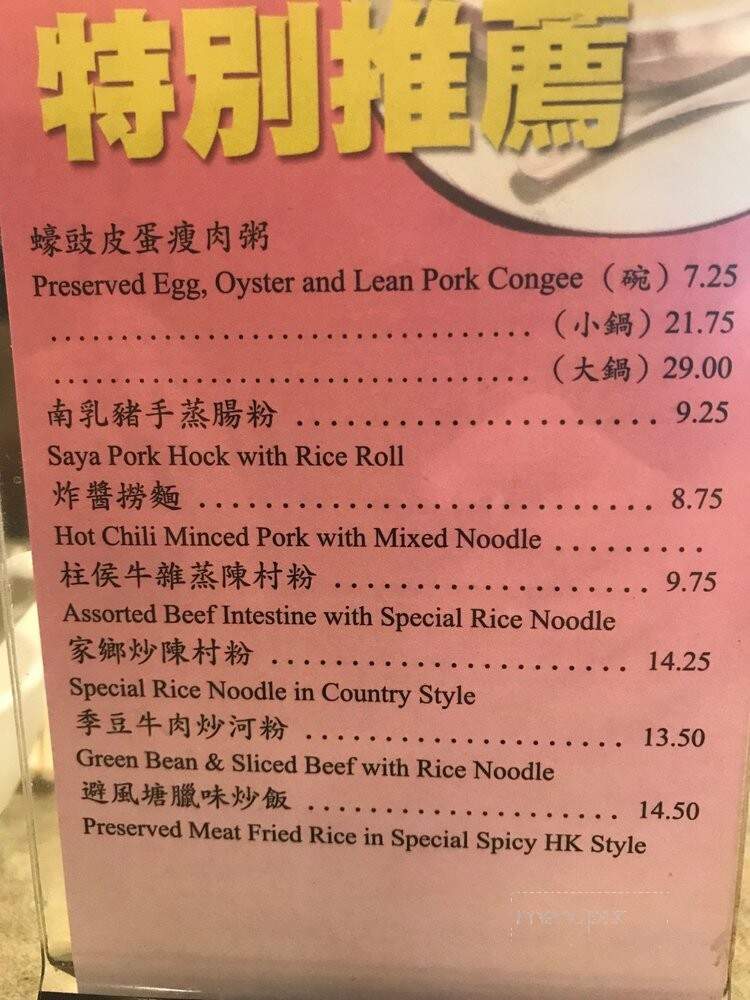 特別推薦
蠔豉皮蛋瘦肉粥
Preserved Egg, Oyster and Lean Pork Congee（碗）7.25
.................................（小鍋）21.75
.................................（大鍋）29.00
南乳豬手蒸腸粉 ...................... 9.25
Saya Pork Hock with Rice Roll
炸醬撈麵 ............................ 8.75
Hot Chili Minced Pork with Mixed Noodle .........
柱侯牛雜蒸陳村粉 .................... 9.75
Assorted Beef Intestine with Special Rice Noodle
家鄉炒陳村粉 ...................... 14.25
Special Rice Noodle in Country Style
季豆牛肉炒河粉 .................... 13.50
Green Bean & Sliced Beef with Rice Noodle
避風塘臘味炒飯 .................... 14.50
Preserved Meat Fried Rice in Special Spicy HK Style
menupix